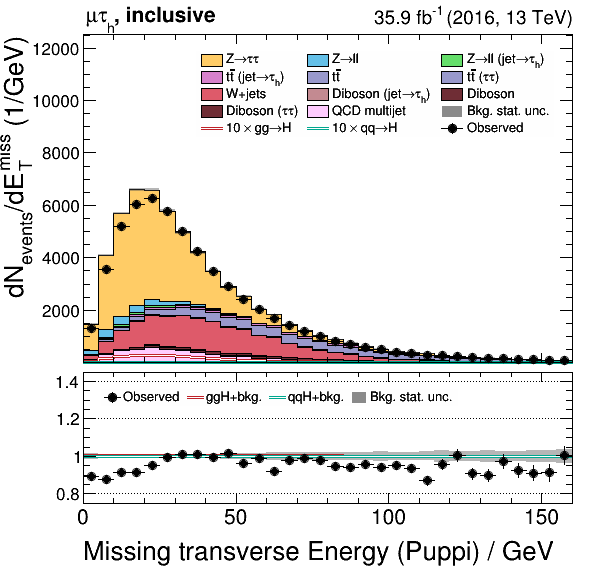 μτh, inclusive 35.9 fb-1 (2016, 13 TeV)
dNevents/dETmiss (1/GeV)
12000
10000
8000
6000
4000
2000
Z→ττ Z→ll Z→ll (jet→τh)
tt̄ (jet→τh) tt̄ tt̄ (ττ)
W+jets Diboson (jet→τh) Diboson
Diboson (ττ) QCD multijet Bkg. stat. unc.
10 × gg→H 10 × qq→H Observed
1.4
1.2
1
0.8
Observed ggH+bkg. qqH+bkg. Bkg. stat. unc.
0 50 100 150
Missing transverse Energy (Puppi) / GeV